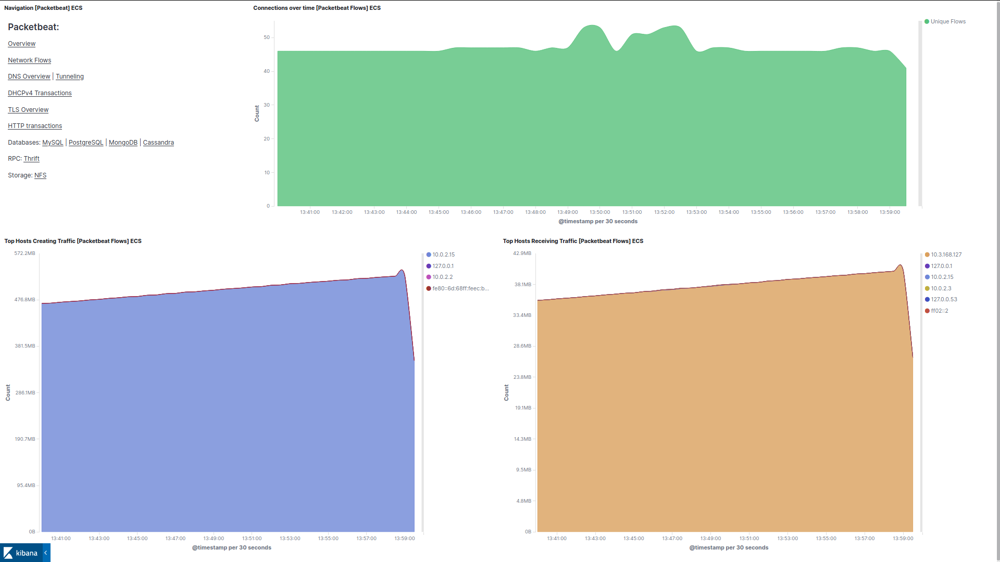 Navigation [Packetbeat] ECS
Packetbeat:
Overview
Network Flows
DNS Overview | Tunneling
DHCPv4 Transactions
TLS Overview
HTTP transactions
Databases: MySQL | PostgreSQL | MongoDB | Cassandra
RPC: Thrift
Storage: NFS
Connections over time [Packetbeat Flows] ECS
50
40
30
20
10
0
Count
13:41:00 13:42:00 13:43:00 13:44:00 13:45:00 13:46:00 13:47:00 13:48:00 13:49:00 13:50:00 13:51:00 13:52:00 13:53:00 13:54:00 13:55:00 13:56:00 13:57:00 13:58:00 13:59:00
@timestamp per 30 seconds
Unique Flows
Top Hosts Creating Traffic [Packetbeat Flows] ECS
572.2MB
476.8MB
381.5MB
286.1MB
190.7MB
95.4MB
0B
Count
13:41:00 13:43:00 13:45:00 13:47:00 13:49:00 13:51:00 13:53:00 13:55:00 13:57:00 13:59:00
@timestamp per 30 seconds
10.0.2.15
127.0.0.1
10.0.2.2
fe80::6d:68ff:feec:b...
Top Hosts Receiving Traffic [Packetbeat Flows] ECS
42.9MB
38.1MB
33.4MB
28.6MB
23.8MB
19.1MB
14.3MB
9.5MB
4.8MB
0B
Count
13:41:00 13:43:00 13:45:00 13:47:00 13:49:00 13:51:00 13:53:00 13:55:00 13:57:00 13:59:00
@timestamp per 30 seconds
10.3.168.127
127.0.0.1
10.0.2.15
10.0.2.3
127.0.0.53
ff02::2
kibana